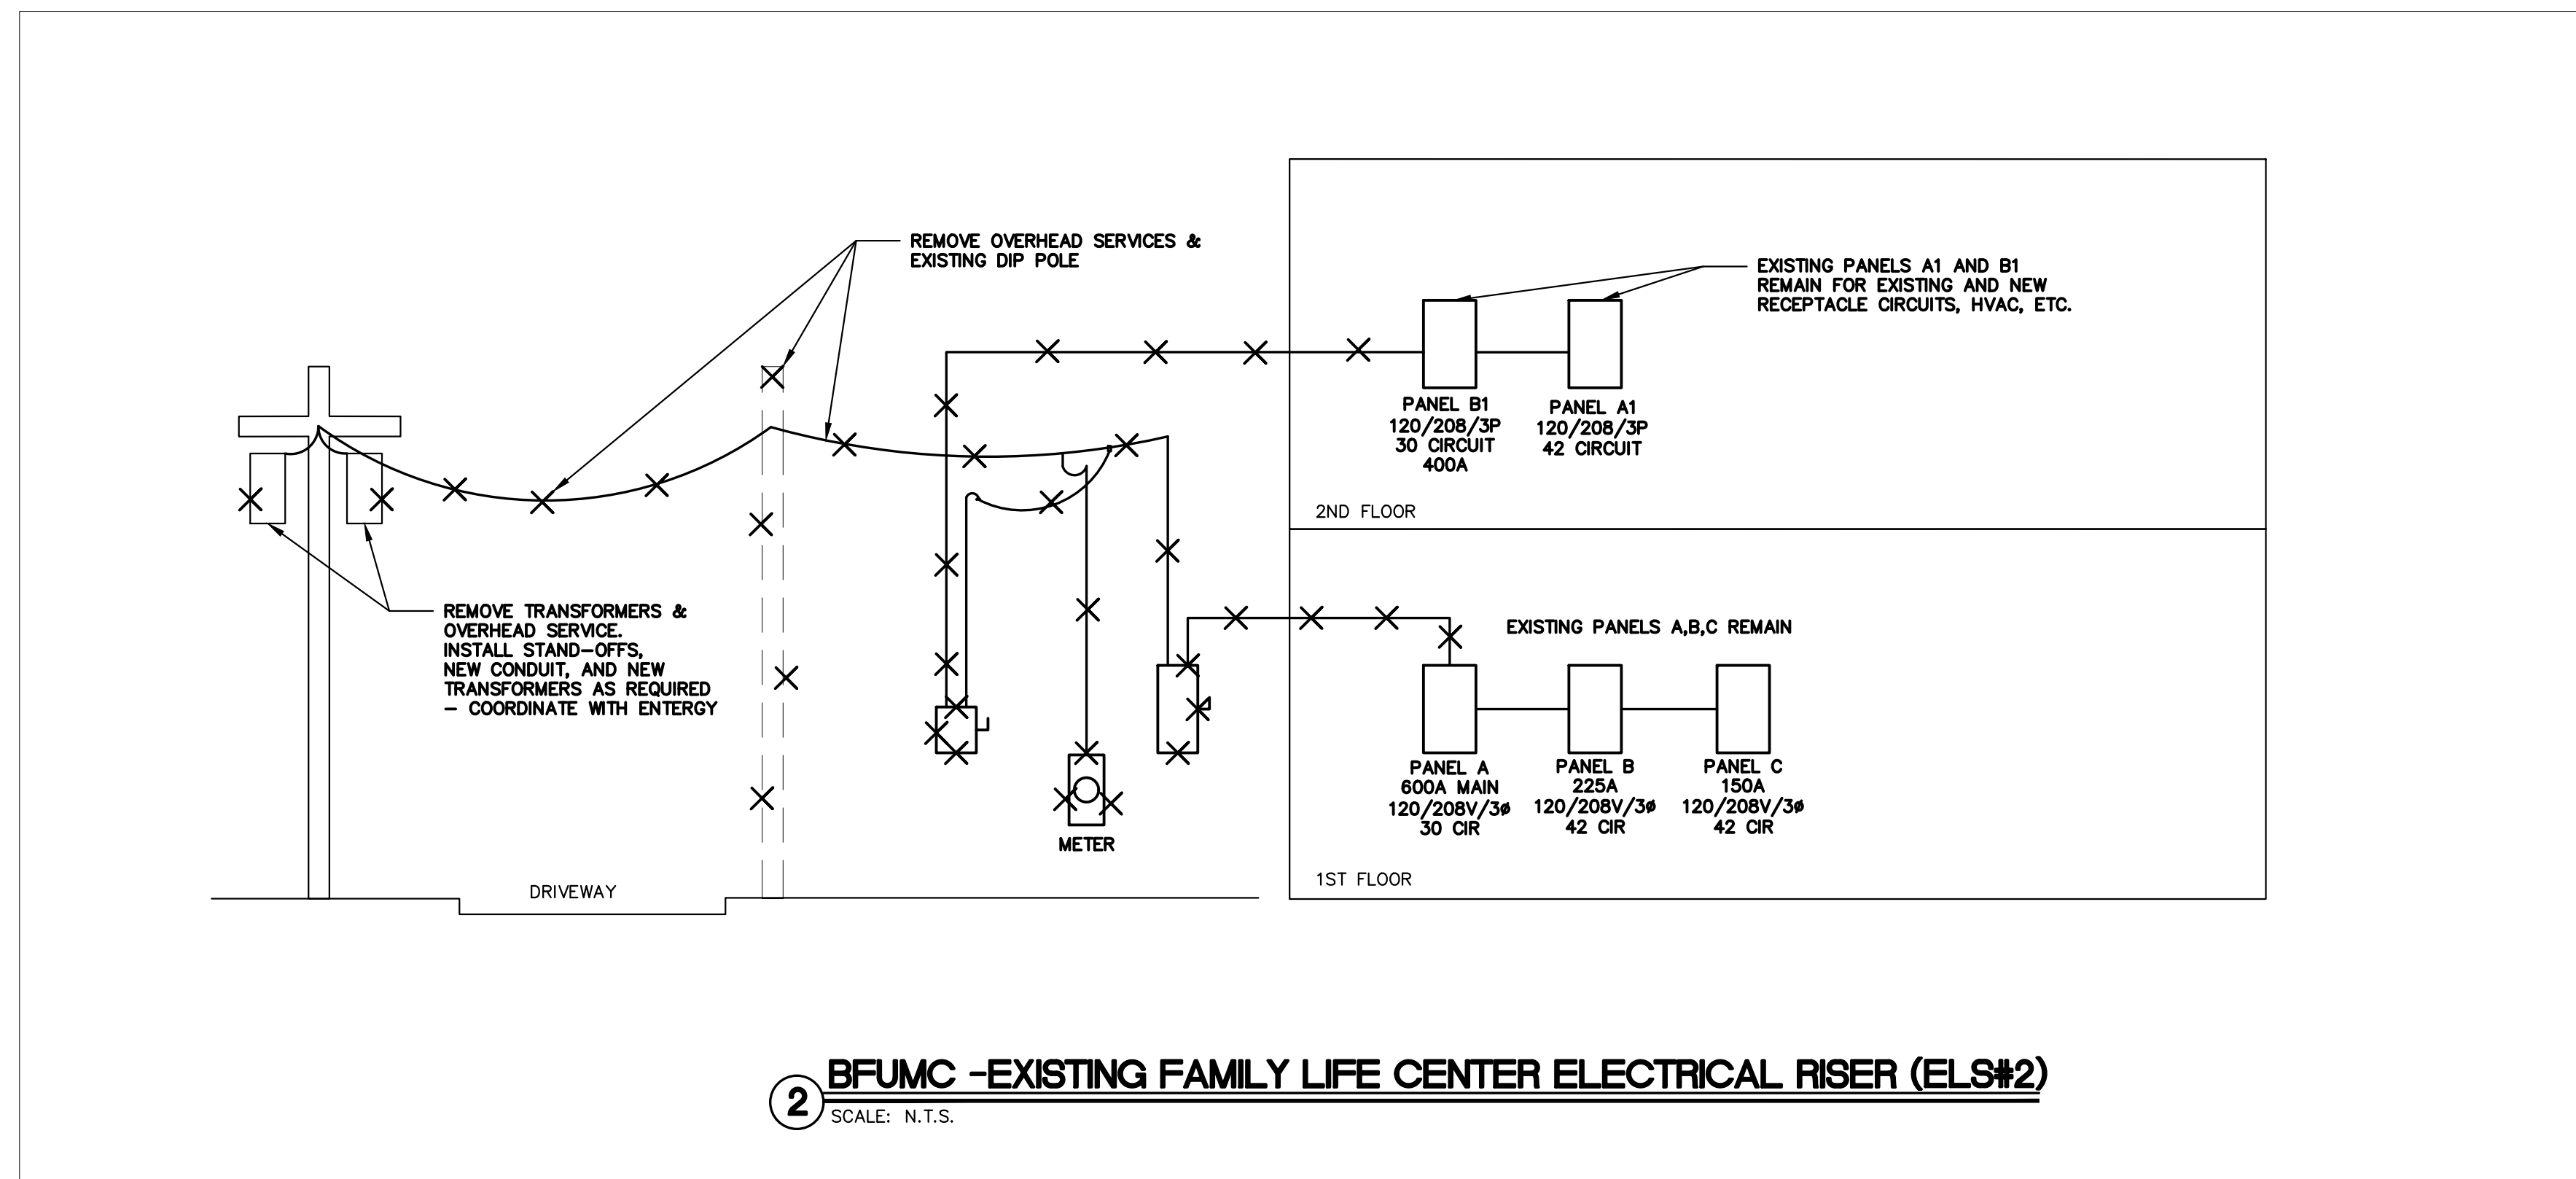 REMOVE OVERHEAD SERVICES &
EXISTING DIP POLE
EXISTING PANELS A1 AND B1
REMAIN FOR EXISTING AND NEW
RECEPTACLE CIRCUITS, HVAC, ETC.
PANEL B1
120/208/3P
30 CIRCUIT
400A
PANEL A1
120/208/3P
42 CIRCUIT
2ND FLOOR
REMOVE TRANSFORMERS &
OVERHEAD SERVICE.
INSTALL STAND-OFFS,
NEW CONDUIT, AND NEW
TRANSFORMERS AS REQUIRED
- COORDINATE WITH ENTERGY
EXISTING PANELS A,B,C REMAIN
PANEL A
600A MAIN
120/208V/3ø
30 CIR
PANEL B
225A
120/208V/3ø
42 CIR
PANEL C
150A
120/208V/3ø
42 CIR
METER
DRIVEWAY
1ST FLOOR
2
BFUMC -EXISTING FAMILY LIFE CENTER ELECTRICAL RISER (ELS#2)
SCALE: N.T.S.